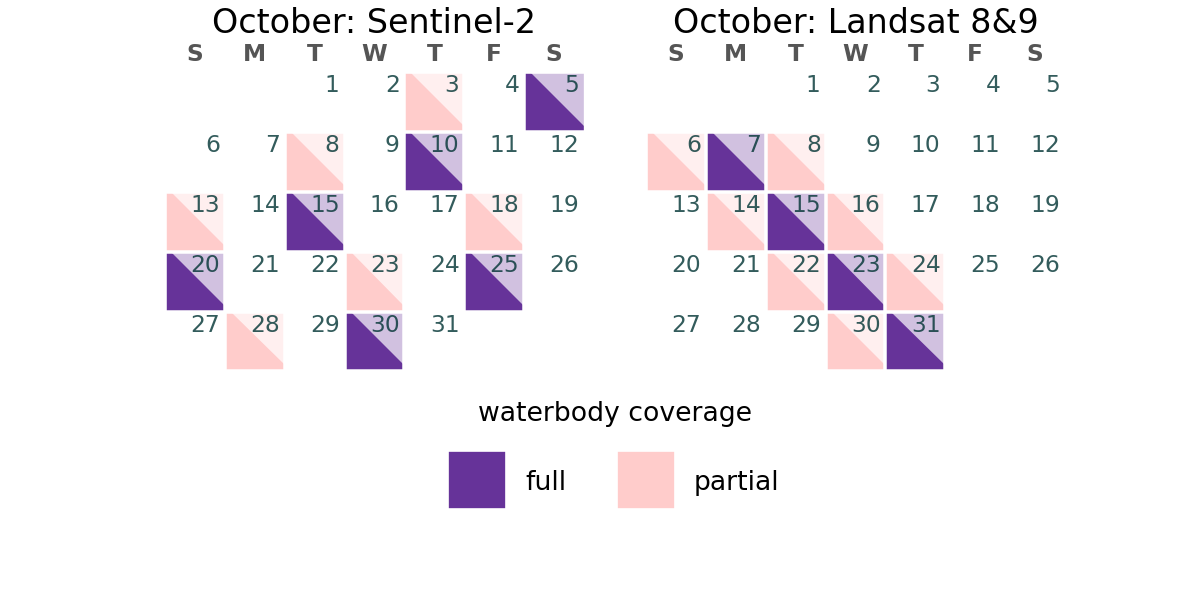 October: Sentinel-2
S M T W T F S
1 2 3 4 5
6 7 8 9 10 11 12
13 14 15 16 17 18 19
20 21 22 23 24 25 26
27 28 29 30 31
October: Landsat 8&9
S M T W T F S
1 2 3 4 5
6 7 8 9 10 11 12
13 14 15 16 17 18 19
20 21 22 23 24 25 26
27 28 29 30 31
waterbody coverage
full partial